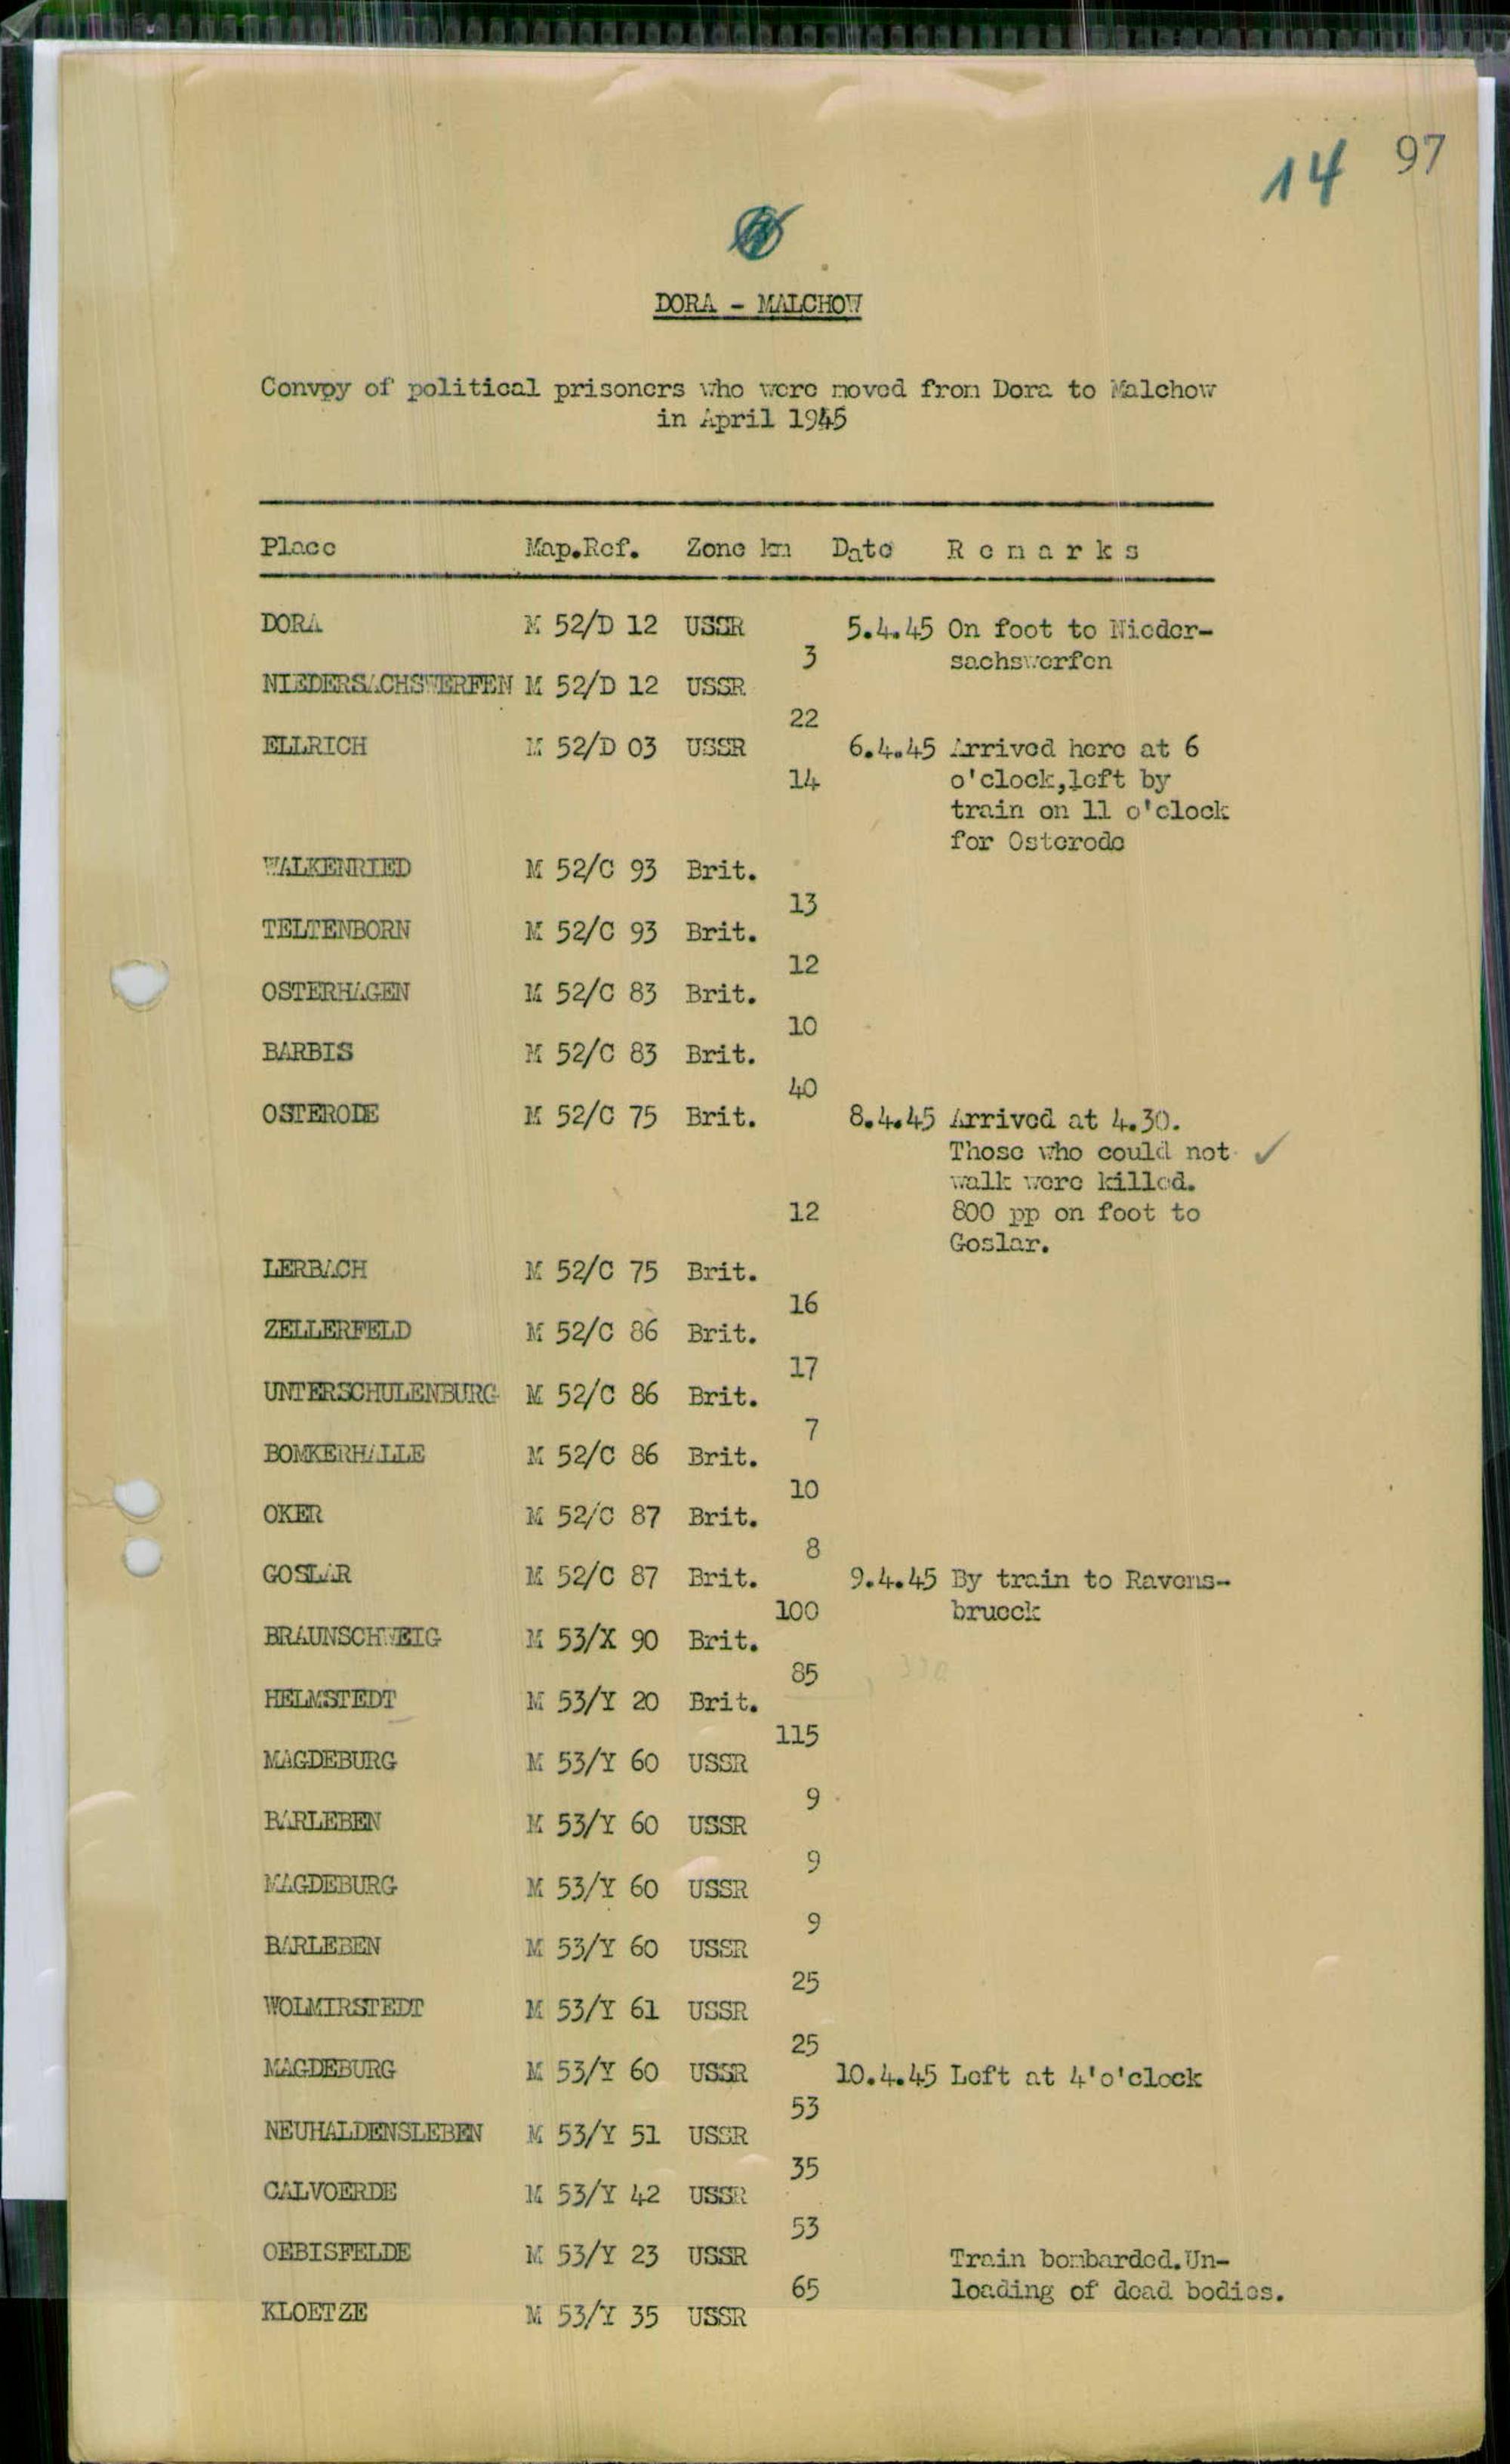 14 97
DORA - MALCHOW
Convoy of political prisoners who were moved from Dora to Malchow
in April 1945
Place Map.Ref. Zone km Date Remarks
DORA M 52/D 12 USSR 5.4.45 On foot to Nieder-
3 sachswerfen
NIEDERSACHSWERFEN M 52/D 12 USSR
22
ELLRICH M 52/D 03 USSR 6.4.45 Arrived here at 6
14 o'clock,left by
train on 11 o'clock
for Osterode
WALKENRIED M 52/C 93 Brit.
13
TELTENBORN M 52/C 93 Brit.
12
OSTERHAGEN M 52/C 83 Brit.
10
BARBIS M 52/C 83 Brit.
40
OSTERODE M 52/C 75 Brit. 8.4.45 Arrived at 4.30.
Those who could not
walk were killed.
12 800 pp on foot to
Goslar.
LERBACH M 52/C 75 Brit.
16
ZELLERFELD M 52/C 86 Brit.
17
UNTERSCHULENBURG M 52/C 86 Brit.
7
BOMKERHALLE M 52/C 86 Brit.
10
OKER M 52/C 87 Brit.
8
GOSLAR M 52/C 87 Brit. 9.4.45 By train to Ravens-
100 brueck
BRAUNSCHWEIG M 53/X 90 Brit.
85
HELMSTEDT M 53/Y 20 Brit.
115
MAGDEBURG M 53/Y 60 USSR
9
BARLEBEN M 53/Y 60 USSR
9
MAGDEBURG M 53/Y 60 USSR
9
BARLEBEN M 53/Y 60 USSR
25
WOLMIRSTEDT M 53/Y 61 USSR
25
MAGDEBURG M 53/Y 60 USSR 10.4.45 Left at 4'o'clock
53
NEUHALDENSLEBEN M 53/Y 51 USSR
35
CALVOERDE M 53/Y 42 USSR
53
OEBISFELDE M 53/Y 23 USSR Train bombarded.Un-
65 loading of dead bodies.
KLOETZE M 53/Y 35 USSR